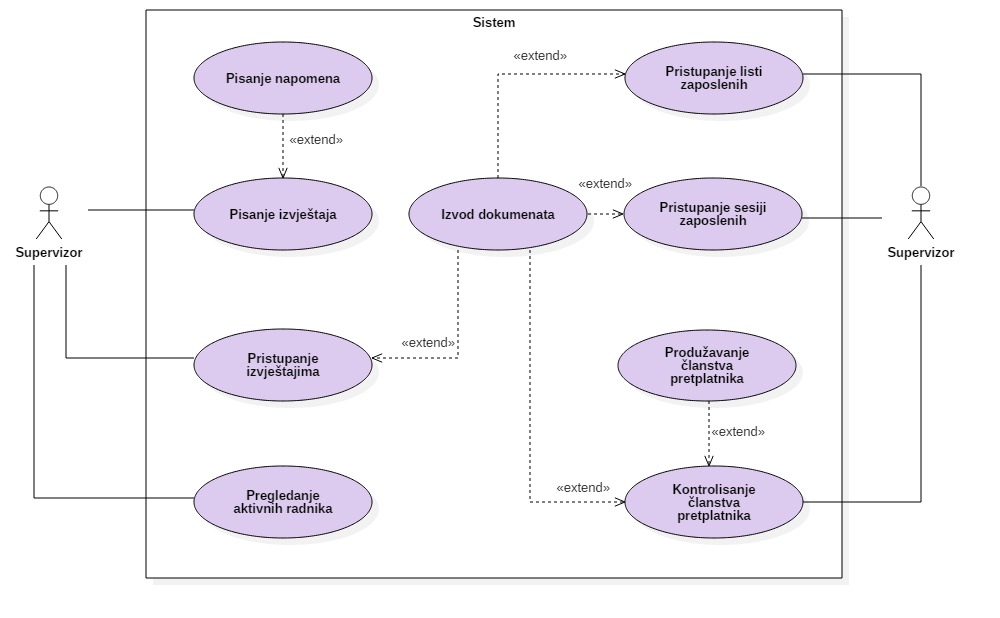 Sistem
«extend»
Pisanje napomena
Pristupanje listi
zaposlenih
«extend»
«extend»
Pisanje izvještaja
Izvod dokumenata
Pristupanje sesiji
zaposlenih
Supervizor
Supervizor
«extend»
Pristupanje
izvještajima
Produžavanje
članstva
pretplatnika
«extend»
«extend»
Pregledanje
aktivnih radnika
Kontrolisanje
članstva
pretplatnika